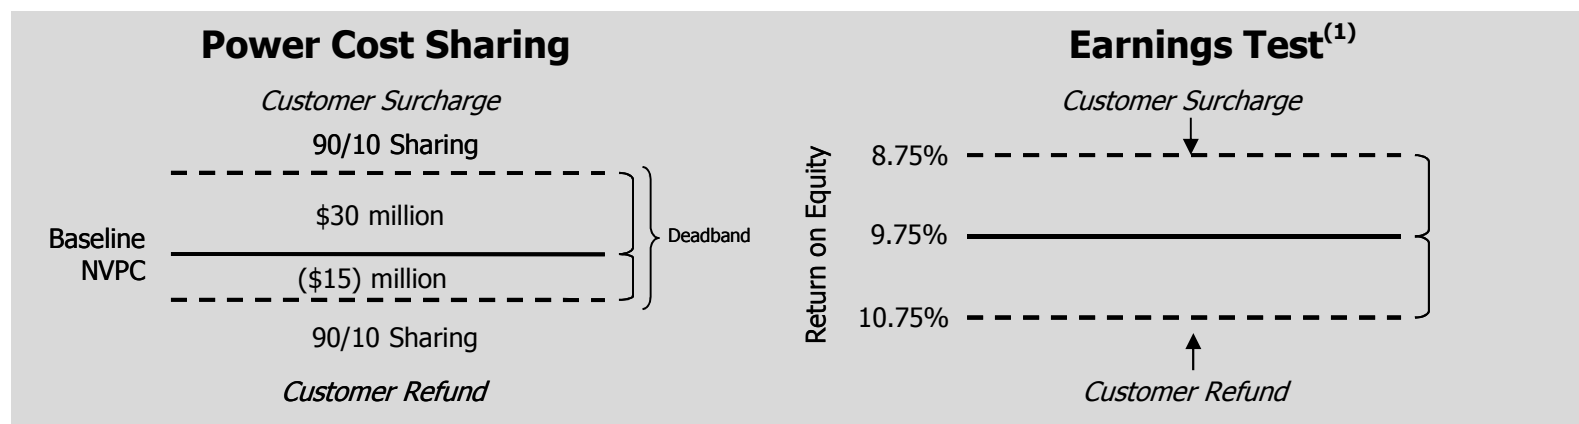 Power Cost Sharing
Customer Surcharge
90/10 Sharing
$30 million
Baseline
NVPC
($15) million
Deadband
90/10 Sharing
Customer Refund
Earnings Test(1)
Customer Surcharge
Return on Equity
8.75%
9.75%
10.75%
Customer Refund